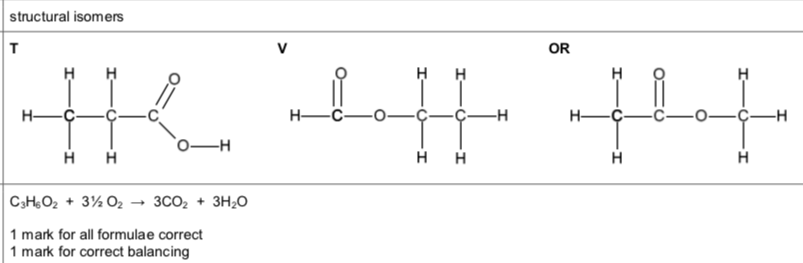 structural isomers
T V OR
H H O H H H O H
H—C—C—C O—H H—C—O—C—C—H H—C—C—O—C—H
O
H H H H H H
C₃H₆O₂ + 3½ O₂ → 3CO₂ + 3H₂O
1 mark for all formulae correct
1 mark for correct balancing